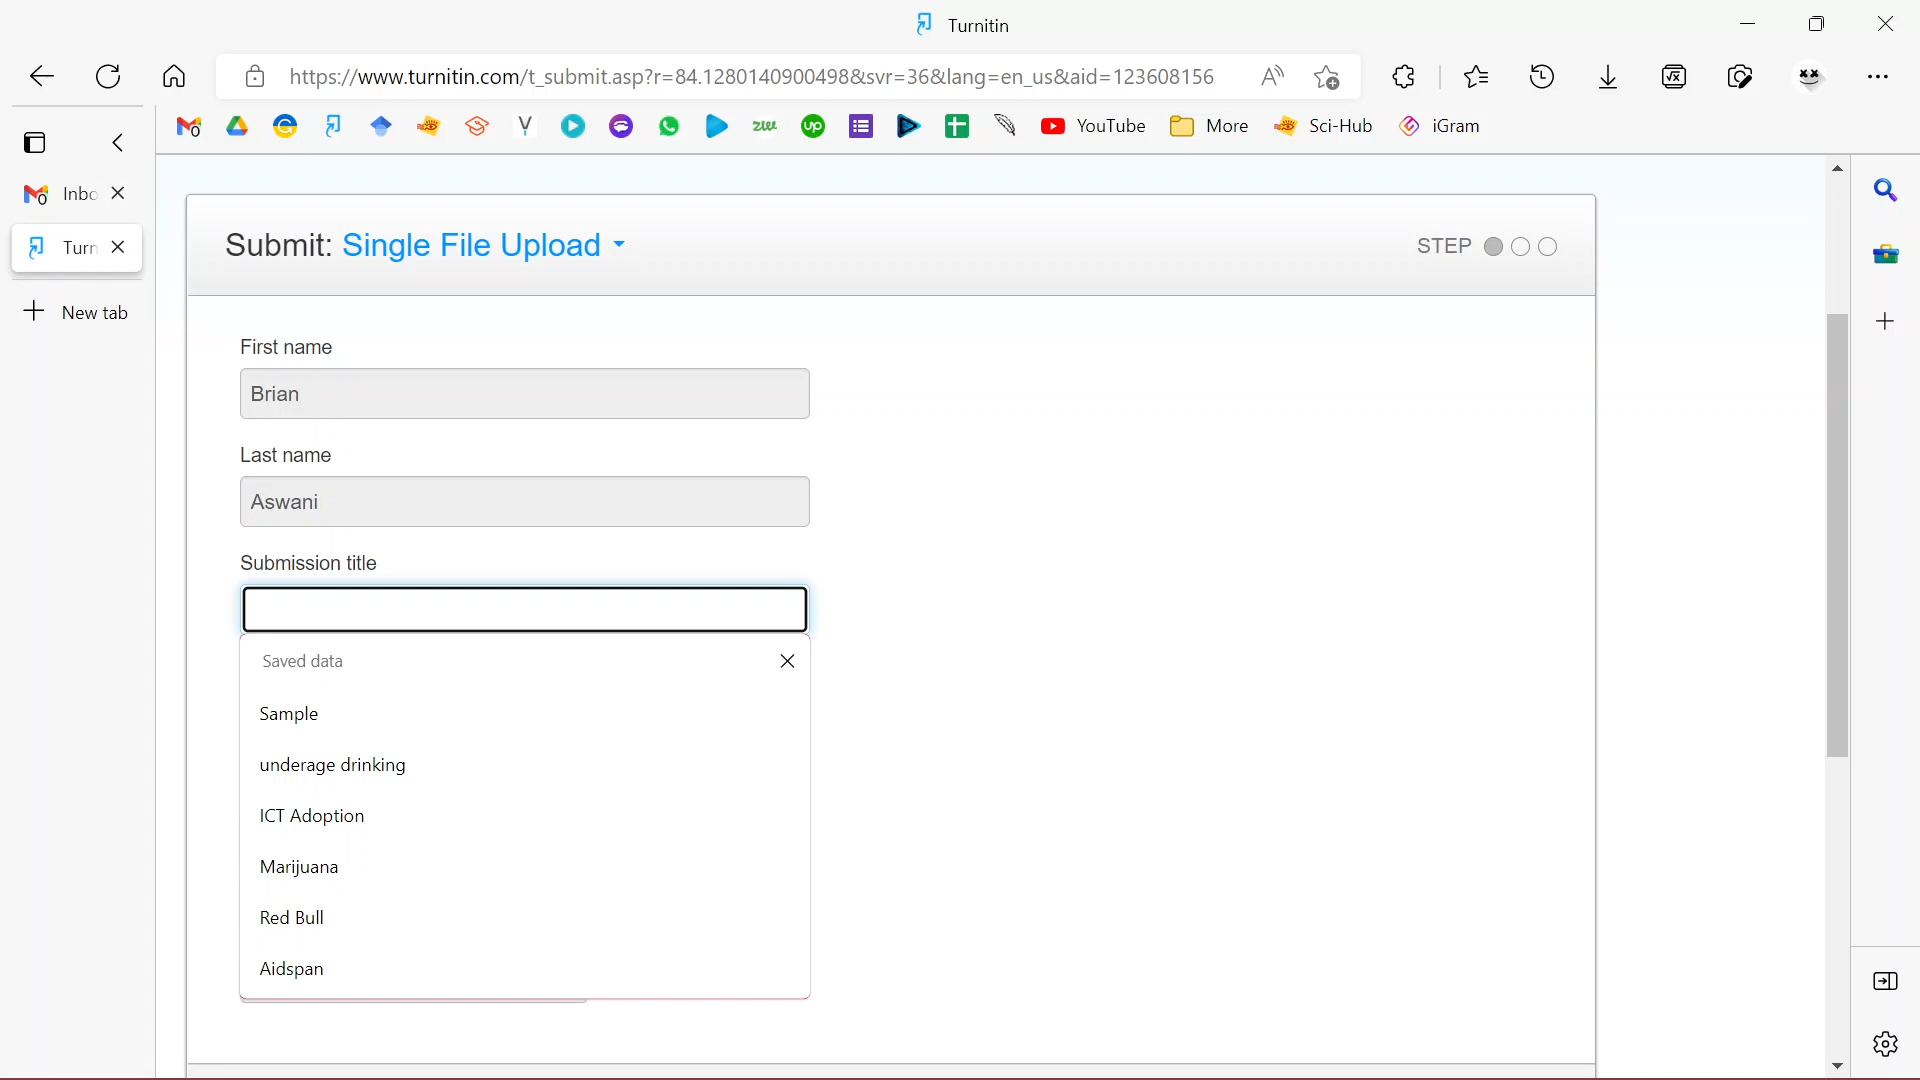 Turnitin
https://www.turnitin.com/t_submit.asp?r=84.1280140900498&svr=36&lang=en_us&aid=123608156
YouTube More Sci-Hub iGram
Inbo
Turn
New tab
Submit: Single File Upload
STEP
First name
Brian
Last name
Aswani
Submission title
Saved data
Sample
underage drinking
ICT Adoption
Marijuana
Red Bull
Aidspan